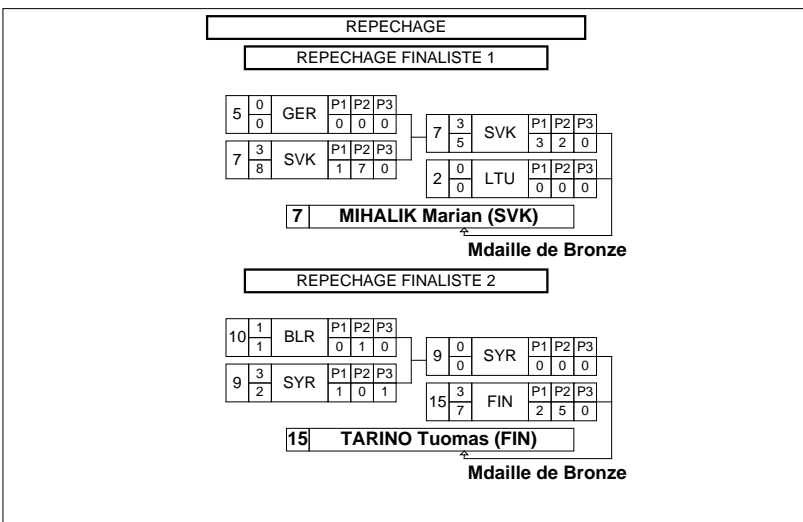 REPECHAGE
REPECHAGE FINALISTE 1
5 0 0 GER P1 P2 P3 0 0 0
7 3 8 SVK P1 P2 P3 1 7 0
7 3 5 SVK P1 P2 P3 3 2 0
2 0 0 LTU P1 P2 P3 0 0 0
7 MIHALIK Marian (SVK)
Mdaille de Bronze
REPECHAGE FINALISTE 2
10 1 1 BLR P1 P2 P3 0 1 0
9 3 2 SYR P1 P2 P3 1 0 1
9 0 0 SYR P1 P2 P3 0 0 0
15 3 7 FIN P1 P2 P3 2 5 0
15 TARINO Tuomas (FIN)
Mdaille de Bronze